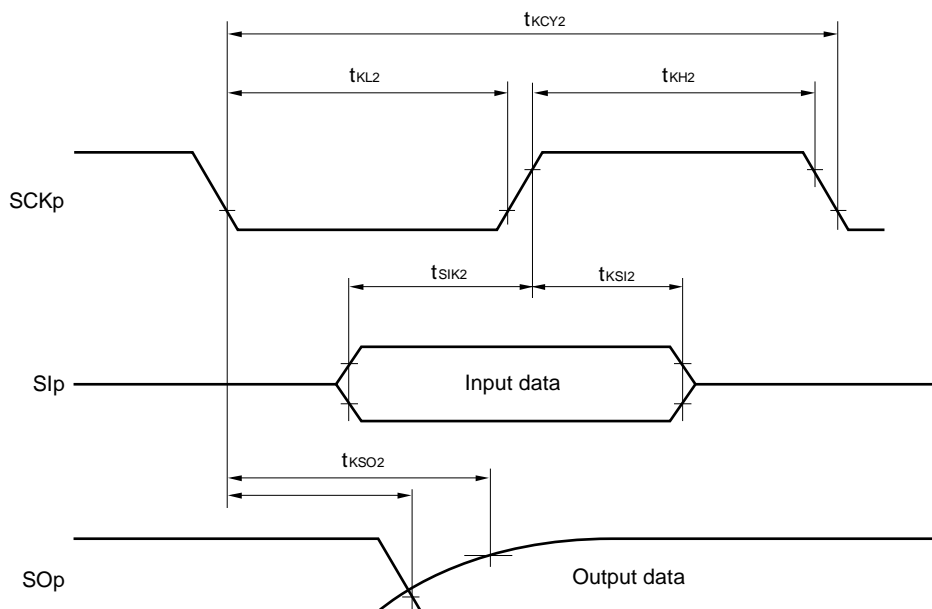 tKCY2
tKL2
tKH2
SCKp
tSIK2
tKSI2
SIp
Input data
tKSO2
SOp
Output data